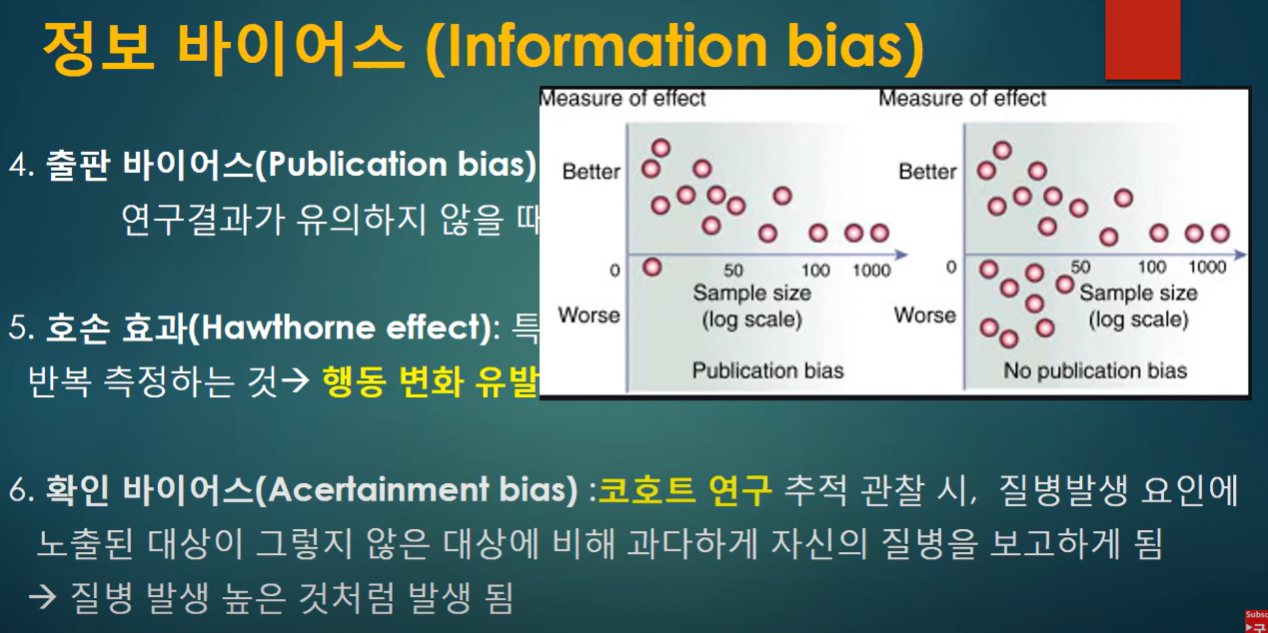 정보 바이어스 (Information bias)
4. 출판 바이어스(Publication bias)
연구결과가 유의하지 않을
5. 호손 효과(Hawthorne effect): 특
반복 측정하는 것→ 행동 변화 유발
6. 확인 바이어스(Acertainment bias) :코호트 연구 추적 관찰 시, 질병발생 요인에
노출된 대상이 그렇지 않은 대상에 비해 과다하게 자신의 질병을 보고하게 됨
→ 질병 발생 높은 것처럼 발생 됨
Measure of effect
Better
0
50 100 1000
Sample size
(log scale)
Worse
Publication bias
Measure of effect
Better
0
50 100 1000
Sample size
(log scale)
Worse
No publication bias